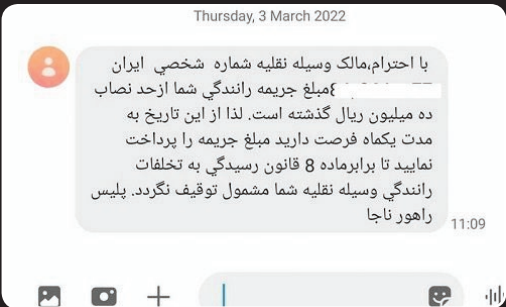 Thursday, 3 March 2022
با احترام،مالک وسیله نقلیه شماره شخصي ایران
مبلغ جریمه رانندگي شما ازحد نصاب
ده میلیون ریال گذشته است. لذا از این تاریخ به
مدت یکماه فرصت دارید مبلغ جریمه را پرداخت
نمایید تا برابرماده 8 قانون رسیدگي به تخلفات
رانندگي وسیله نقلیه شما مشمول توقیف نگردد. پلیس
راهور ناجا
11:09